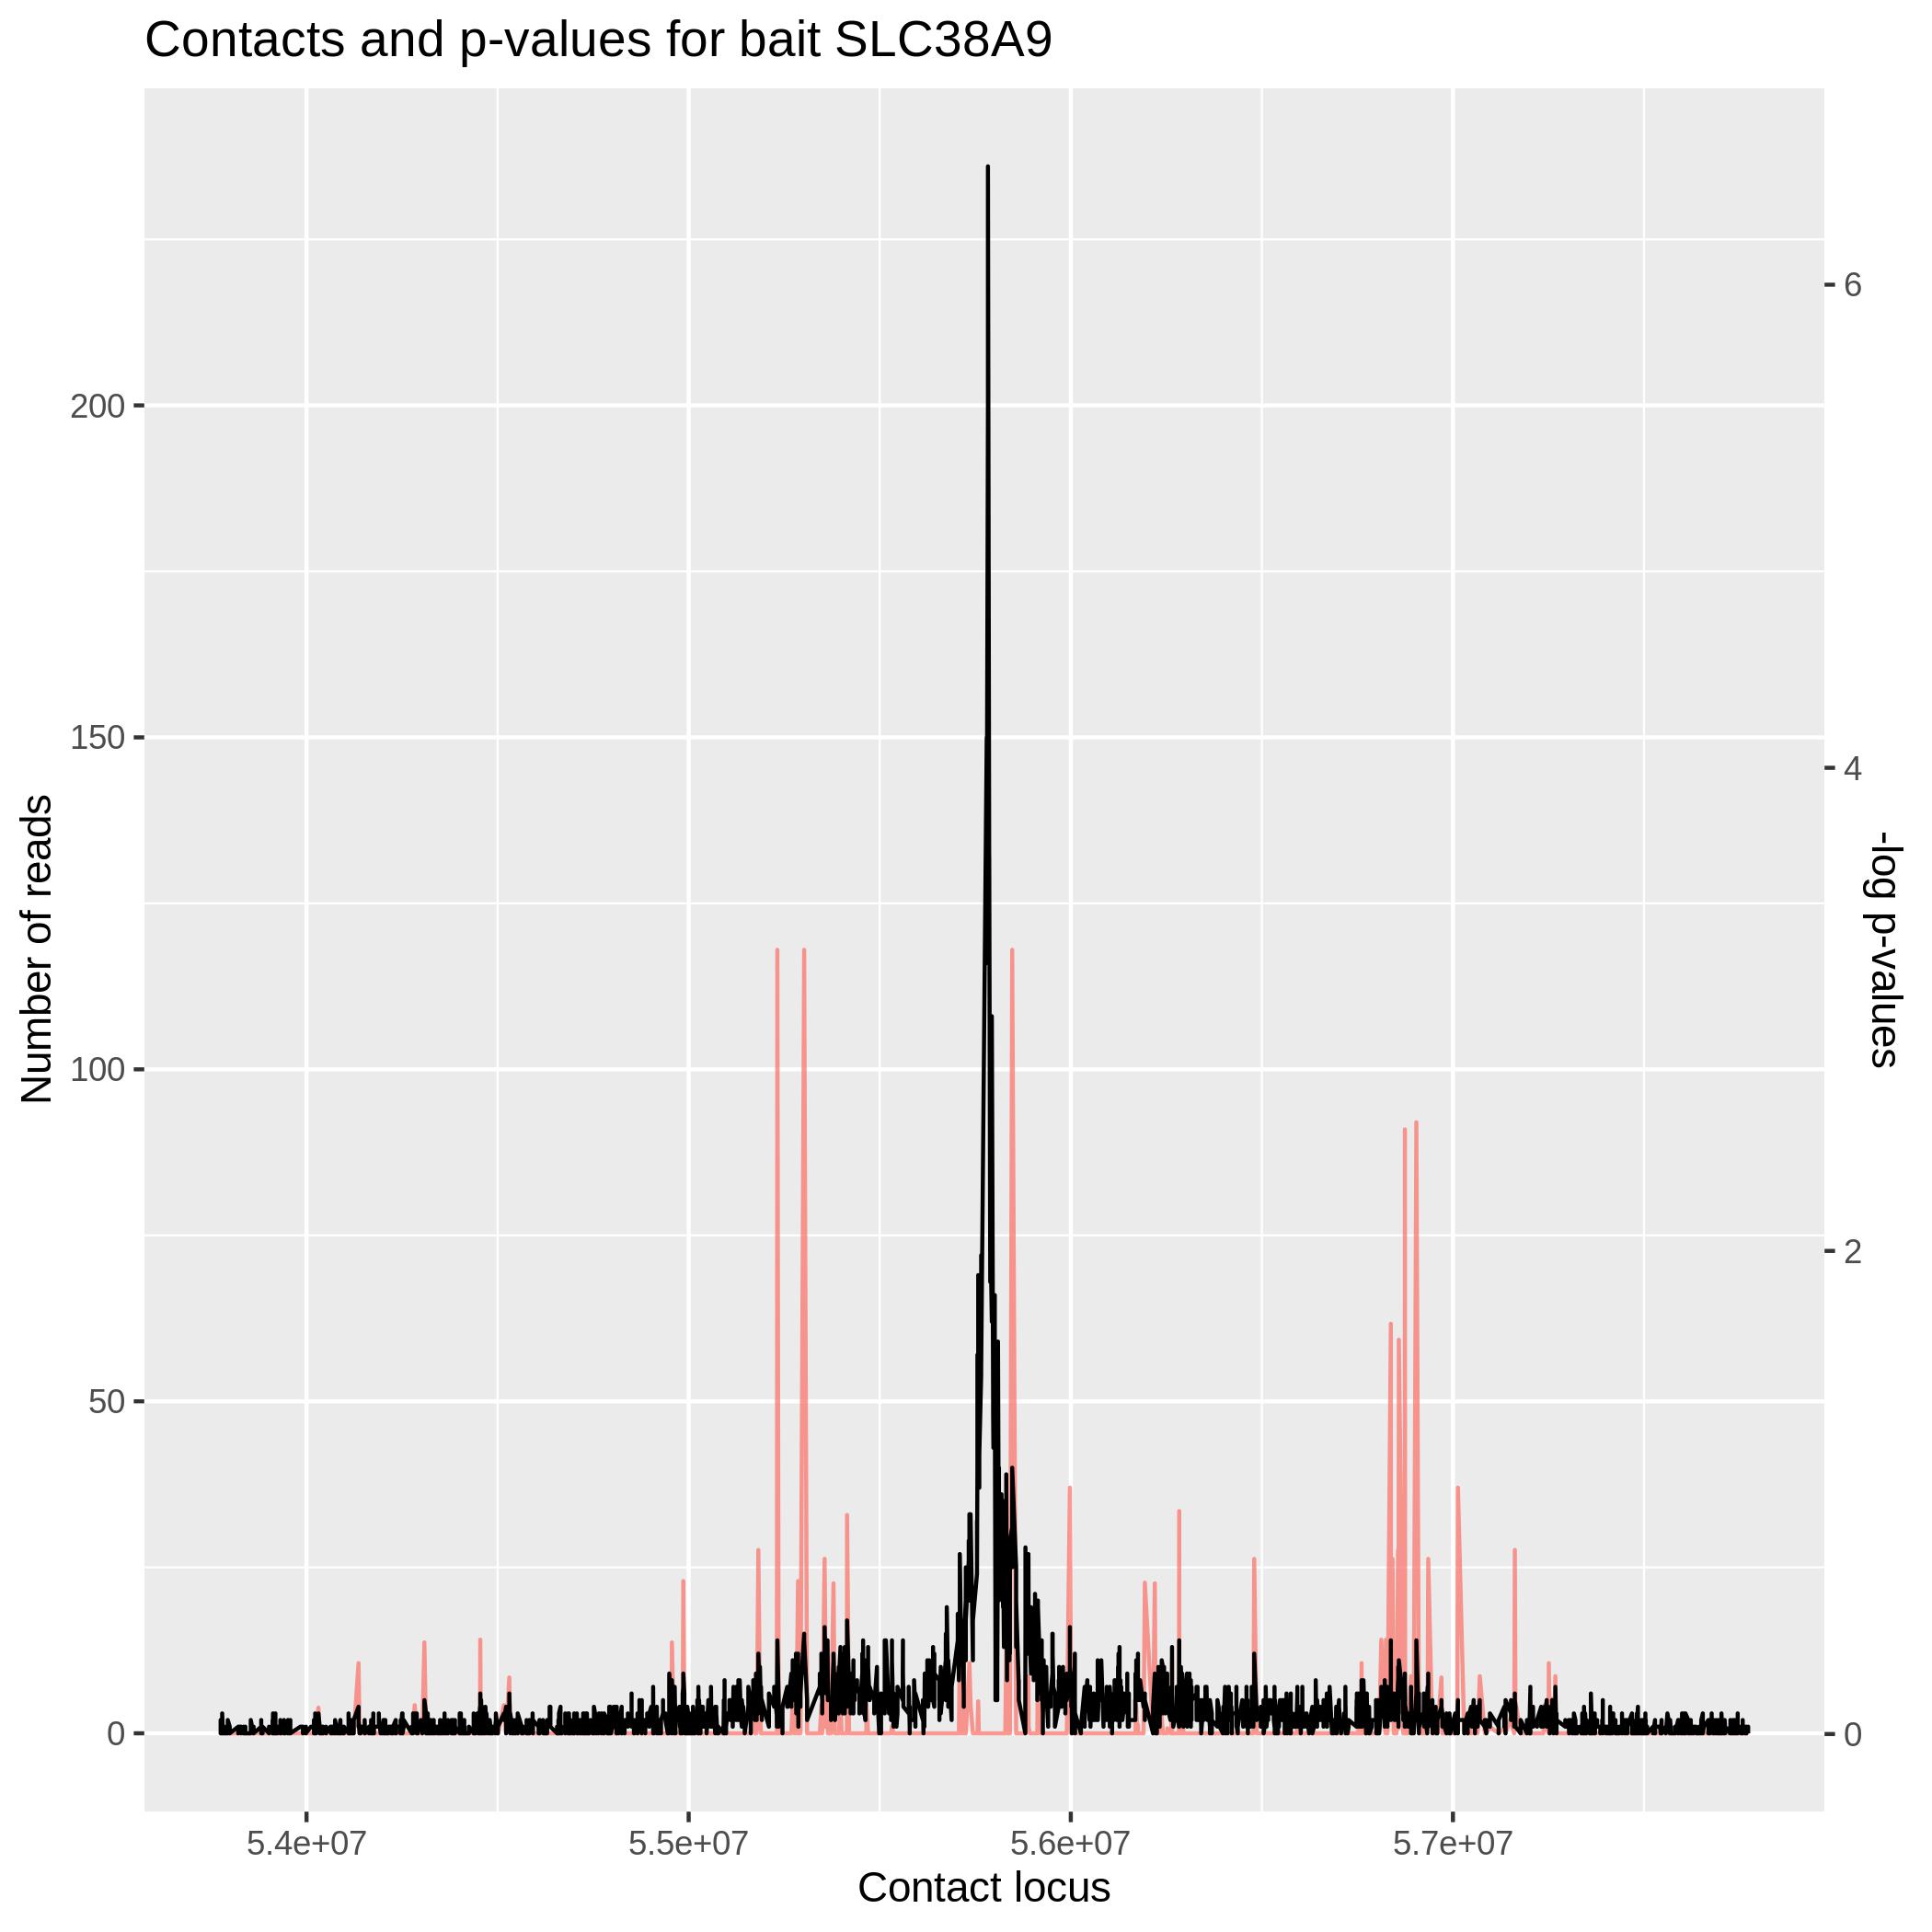 Contacts and p-values for bait SLC38A9
Number of reads
200
150
100
50
0
6
4
2
0
-log p-values
5.4e+07
5.5e+07
5.6e+07
5.7e+07
Contact locus